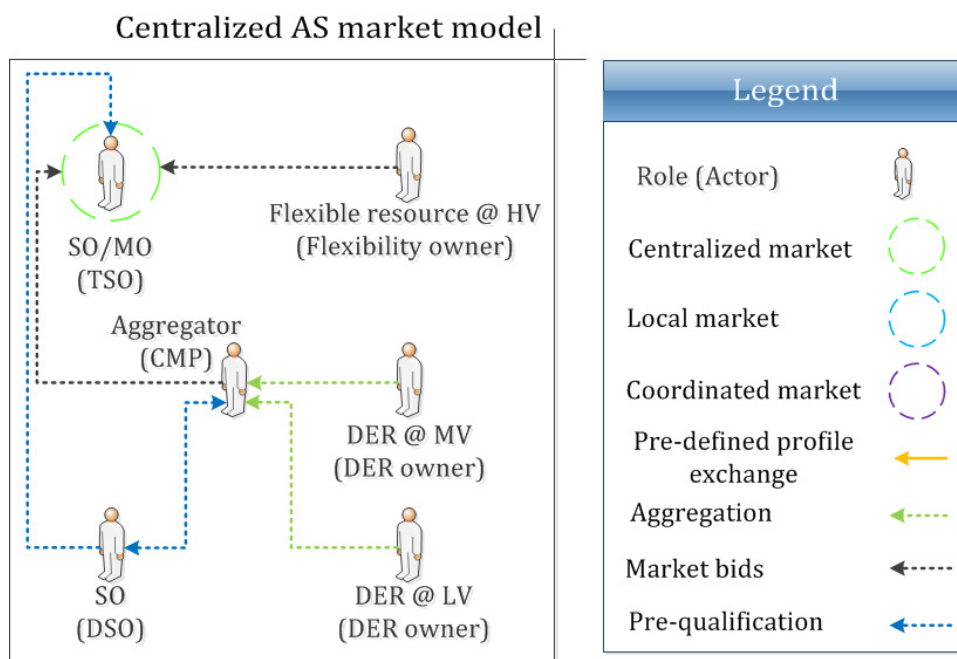 Centralized AS market model
SO/MO
(TSO)
Flexible resource @ HV
(Flexibility owner)
Aggregator
(CMP)
DER @ MV
(DER owner)
SO
(DSO)
DER @ LV
(DER owner)
Legend
Role (Actor)
Centralized market
Local market
Coordinated market
Pre-defined profile
exchange
Aggregation
Market bids
Pre-qualification